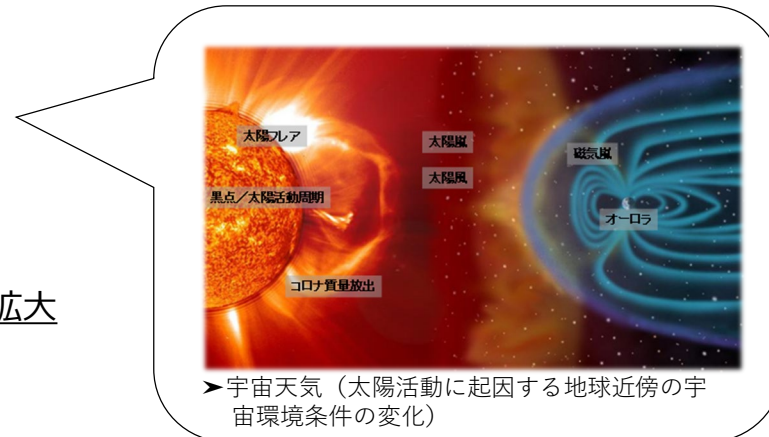 太陽フレア
太陽嵐
磁気嵐
太陽風
黒点／太陽活動周期
オーロラ
コロナ質量放出
拡大
➤宇宙天気（太陽活動に起因する地球近傍の宇
宙環境条件の変化）